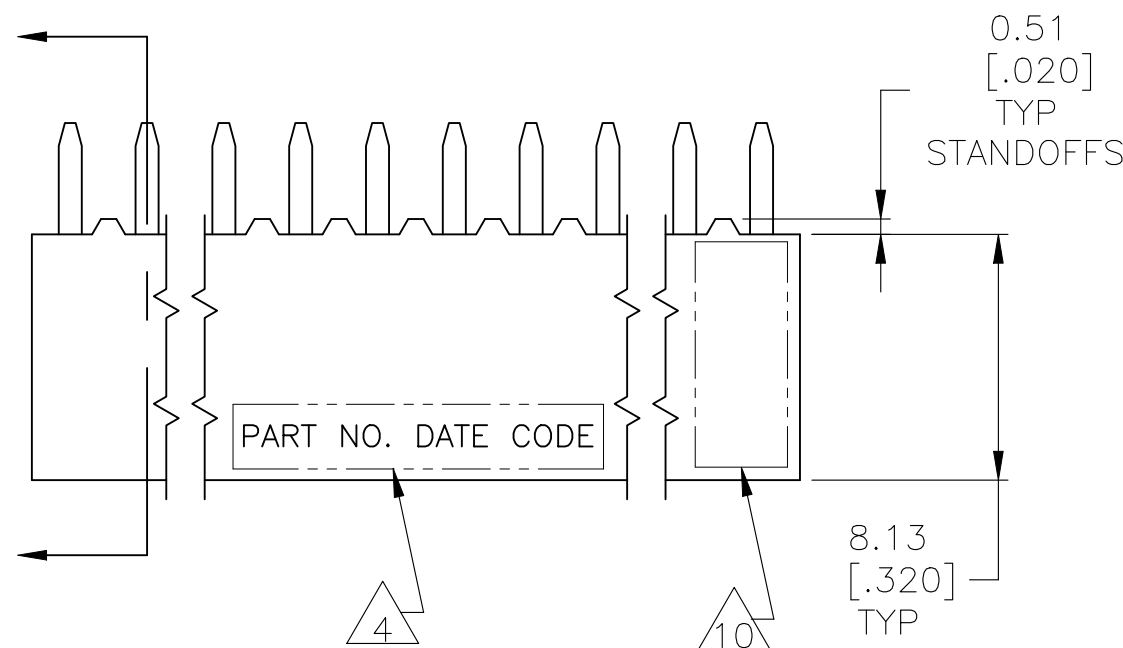 0.51
[.020]
TYP
STANDOFFS
PART NO. DATE CODE
8.13
[.320]
TYP
4
10